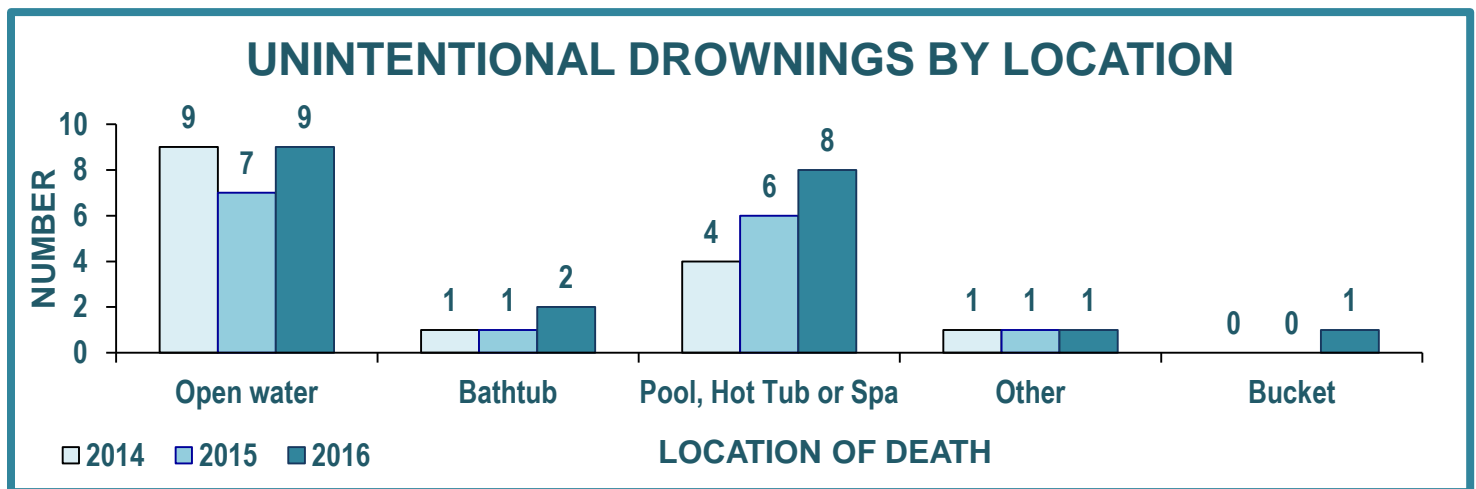 UNINTENTIONAL DROWNINGS BY LOCATION
NUMBER
10
8
6
4
2
0
9 7 9
1 1 2
4 6 8
1 1 1
0 0 1
Open water Bathtub Pool, Hot Tub or Spa Other Bucket
2014 2015 2016
LOCATION OF DEATH